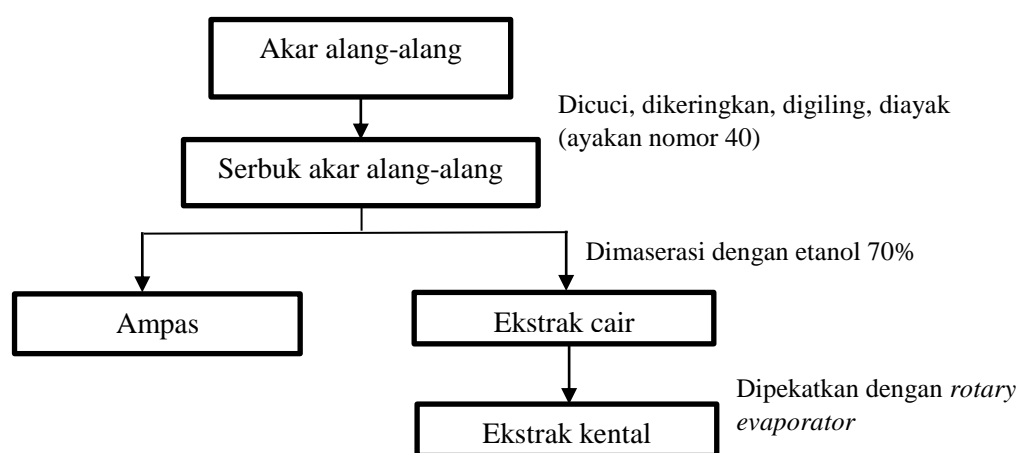 Akar alang-alang
Dicuci, dikeringkan, digiling, diayak
(ayakan nomor 40)
Serbuk akar alang-alang
Dimaserasi dengan etanol 70%
Ampas
Ekstrak cair
Dipekatkan dengan rotary
evaporator
Ekstrak kental